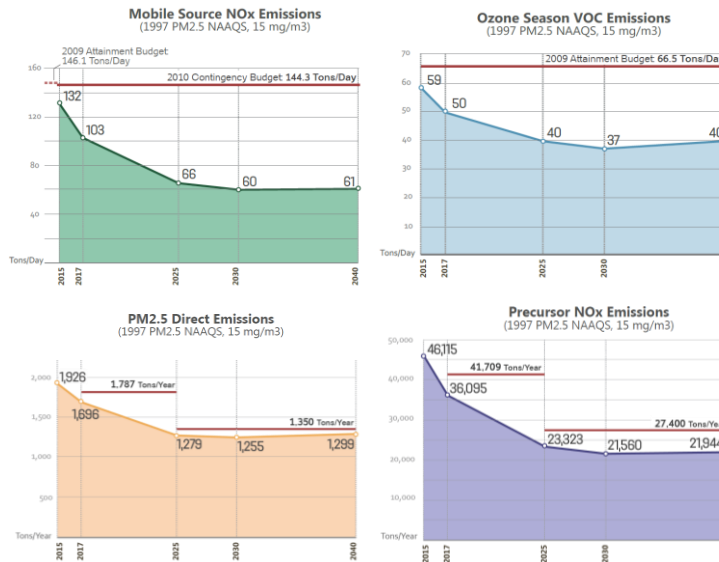 Mobile Source NOx Emissions
(1997 PM2.5 NAAQS, 15 mg/m3)
2009 Attainment Budget:
146.1 Tons/Day
2010 Contingency Budget: 144.3 Tons/Day
160
132
120
103
80
66
60
61
40
Tons/Day
2015
2017
2025
2030
2040
Ozone Season VOC Emissions
(1997 PM2.5 NAAQS, 15 mg/m3)
70
2009 Attainment Budget: 66.5 Tons/Da
60
59
50
50
40
40
37
40
30
20
10
Tons/Day
2015
2017
2025
2030
PM2.5 Direct Emissions
(1997 PM2.5 NAAQS, 15 mg/m3)
2,000
1,926
1,787 Tons/Year
1,696
1,500
1,350 Tons/Year
1,279
1,255
1,299
1,000
500
Tons/Year
2015
2017
2025
2030
2040
Precursor NOx Emissions
(1997 PM2.5 NAAQS, 15 mg/m3)
50,000
46,115
41,709 Tons/Year
40,000
36,095
30,000
27,400 Tons/Yea
23,323
21,560
21,944
20,000
10,000
Tons/Year
2015
2017
2025
2030